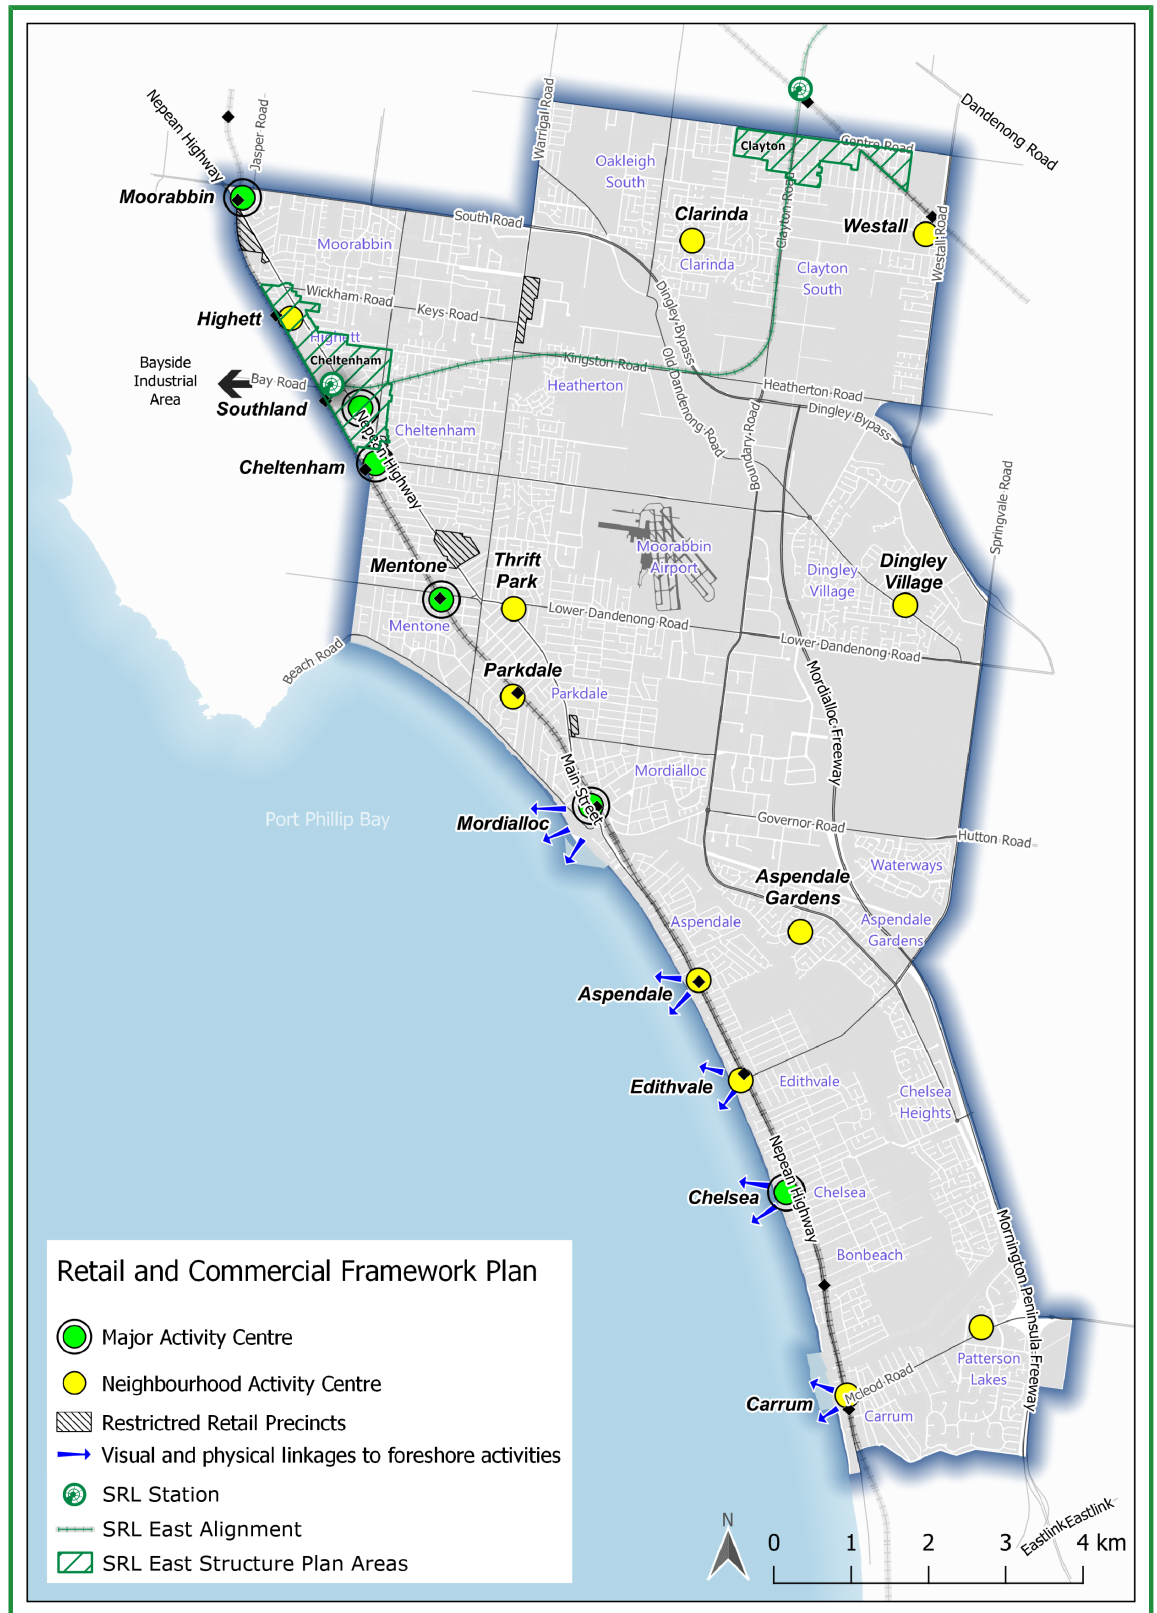 Nepean Highway
Jasper Road
Warrigal Road
Dandenong Road
Centre Road
Clayton
Oakleigh
South
Moorabbin
South Road
Clarinda
Clarinda
Westall
Westall Road
Clayton Road
Moorabbin
Clayton
South
Wickham Road
Keys Road
Dingley Bypass
Highett
Highett
Cheltenham
Kingston Road
Old Dandenong Road
Bayside
Industrial
Area
Bay Road
Southland
Heatherton
Heatherton Road
Dingley Bypass
Boundary Road
Nepean Highway
Cheltenham
Cheltenham
Springvale Road
Moorabbin
Airport
Mentone
Thrift
Park
Dingley
Village
Dingley
Village
Mentone
Lower Dandenong Road
Lower Dandenong Road
Beach Road
Parkdale
Parkdale
Mordialloc Freeway
Main Street
Mordialloc
Mordialloc
Port Phillip Bay
Governor Road
Hutton Road
Waterways
Aspendale
Gardens
Aspendale
Aspendale
Gardens
Aspendale
Edithvale
Edithvale
Chelsea
Heights
Nepean Highway
Chelsea
Chelsea
Bonbeach
Mornington Peninsula Freeway
Patterson
Lakes
Mcleod Road
Carrum
Carrum
Eastlink
Eastlink
Retail and Commercial Framework Plan
Major Activity Centre
Neighbourhood Activity Centre
Restrictred Retail Precincts
Visual and physical linkages to foreshore activities
SRL Station
SRL East Alignment
SRL East Structure Plan Areas
N
0 1 2 3 4 km